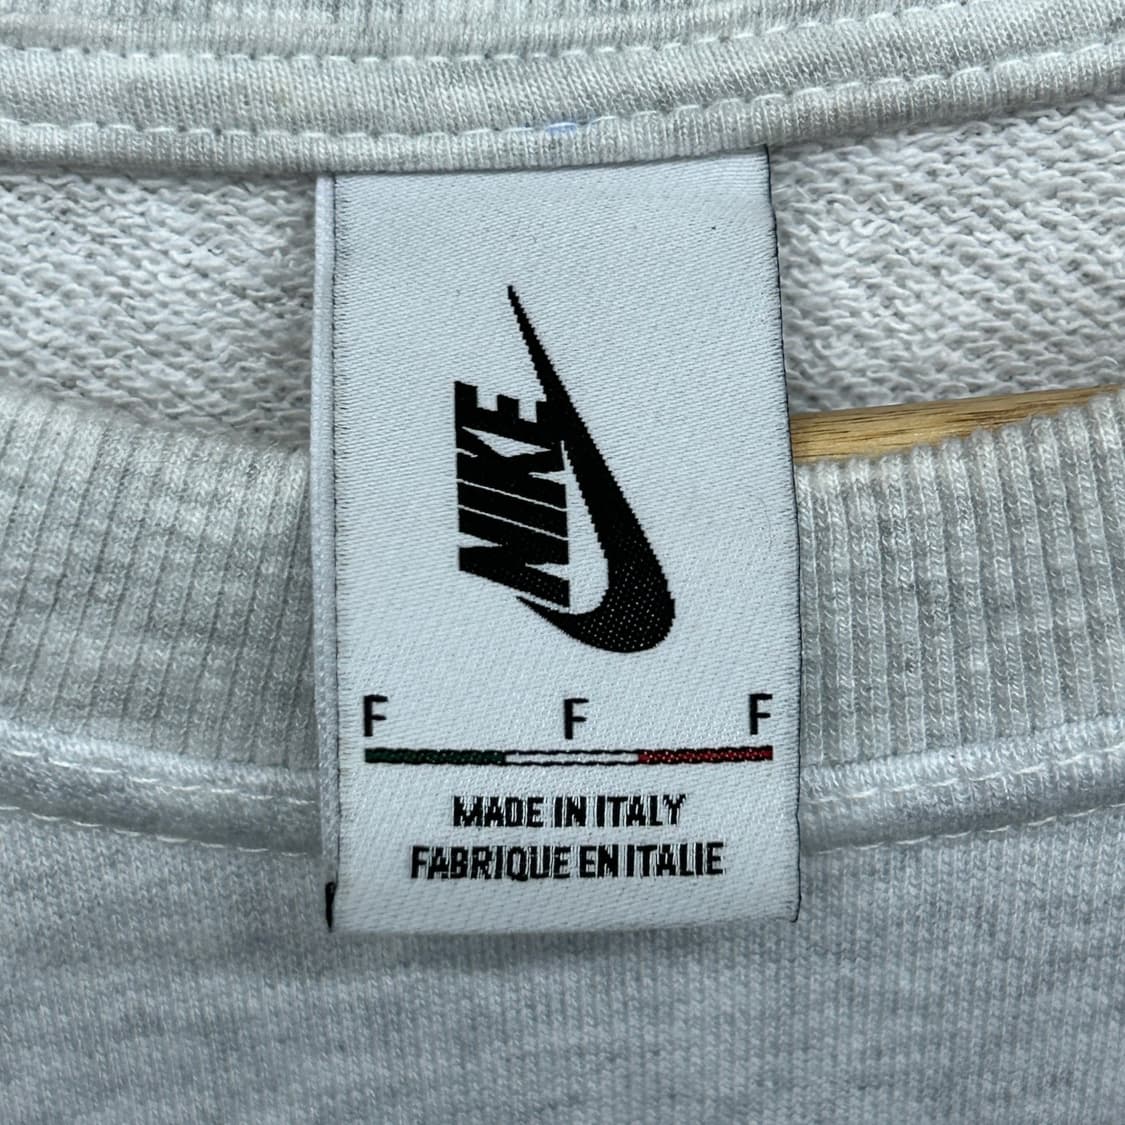 NIKE
F F F
MADE IN ITALY
FABRIQUE EN ITALIE